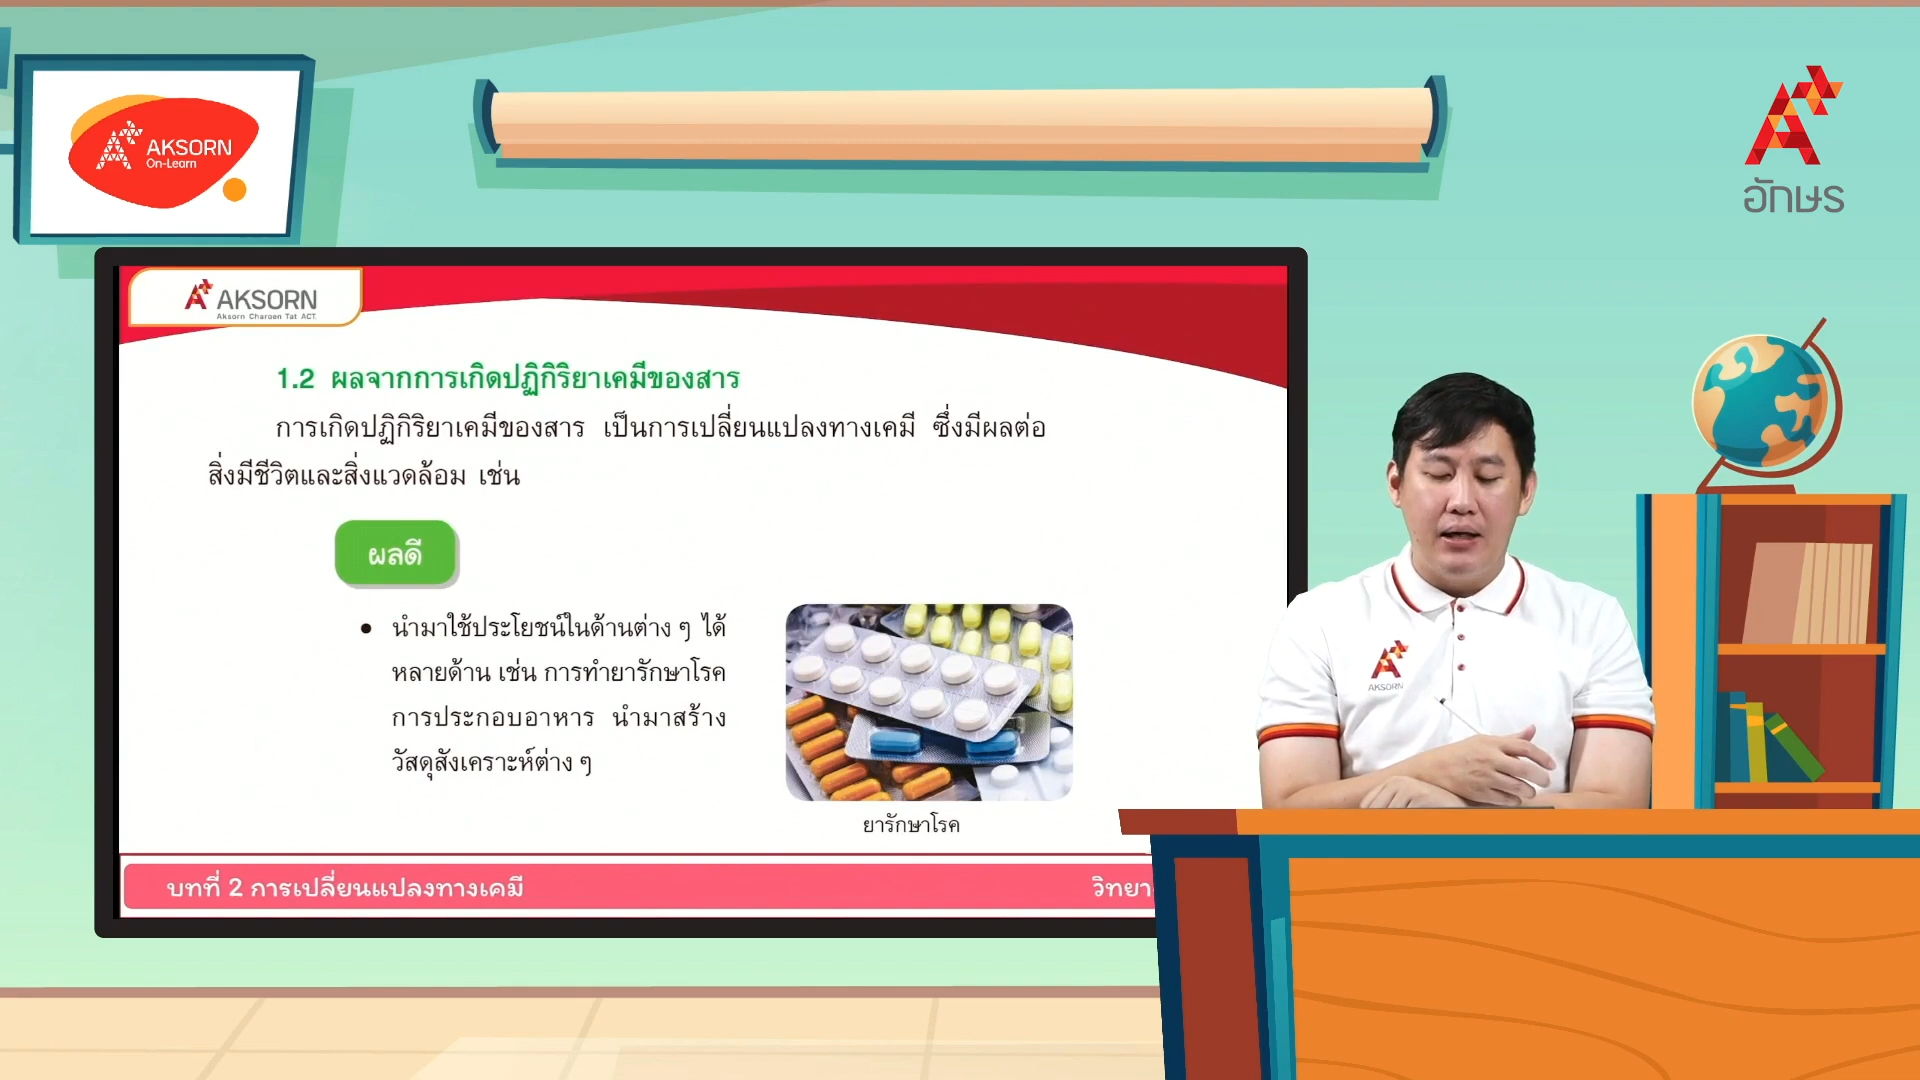 AKSORN
On-Learn
อักษร
AKSORN
Aksorn Charoen Tat ACT.
1.2 ผลจากการเกิดปฏิกิริยาเคมีของสาร
การเกิดปฏิกิริยาเคมีของสาร เป็นการเปลี่ยนแปลงทางเคมี ซึ่งมีผลต่อ
สิ่งมีชีวิตและสิ่งแวดล้อม เช่น
ผลดี
• นำมาใช้ประโยชน์ในด้านต่าง ๆ ได้
หลายด้าน เช่น การทำยารักษาโรค
การประกอบอาหาร นำมาสร้าง
วัสดุสังเคราะห์ต่าง ๆ
ยารักษาโรค
AKSORN
บทที่ 2 การเปลี่ยนแปลงทางเคมี
วิทยา